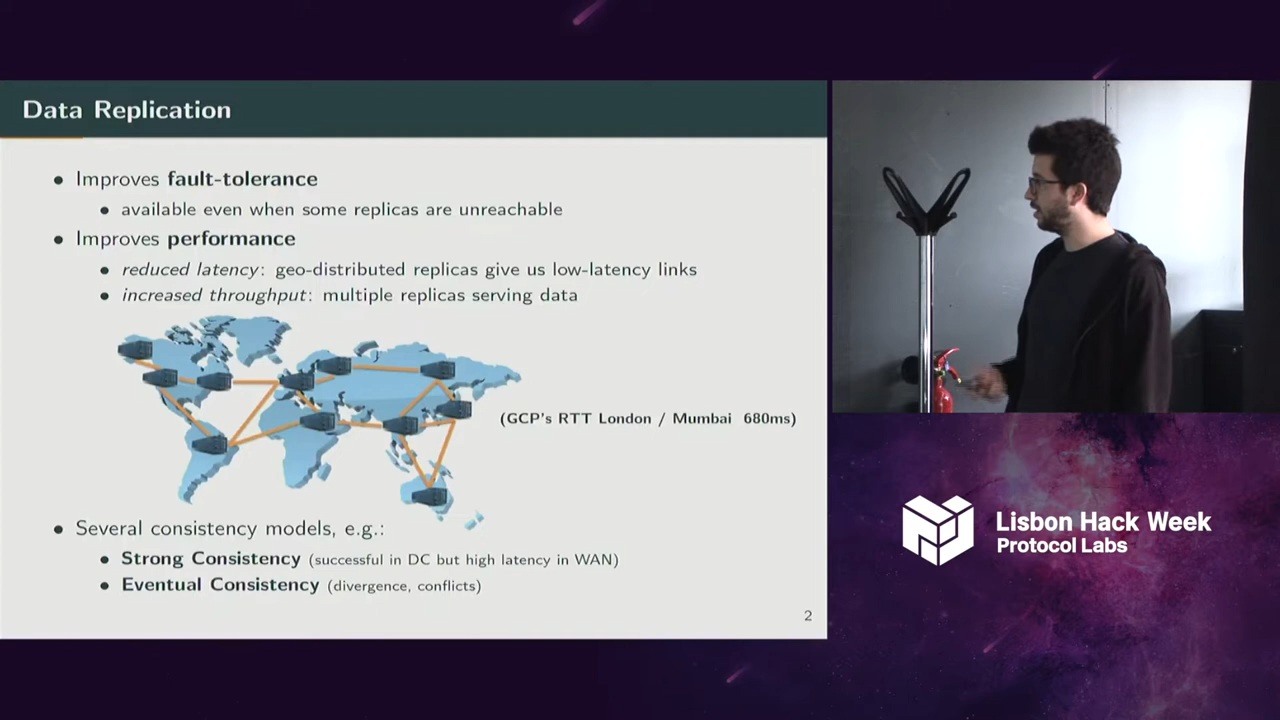 Data Replication
• Improves fault-tolerance
• available even when some replicas are unreachable
• Improves performance
• reduced latency: geo-distributed replicas give us low-latency links
• increased throughput: multiple replicas serving data
(GCP's RTT London / Mumbai 680ms)
• Several consistency models, e.g.:
• Strong Consistency (successful in DC but high latency in WAN)
• Eventual Consistency (divergence, conflicts)
2
Lisbon Hack Week
Protocol Labs